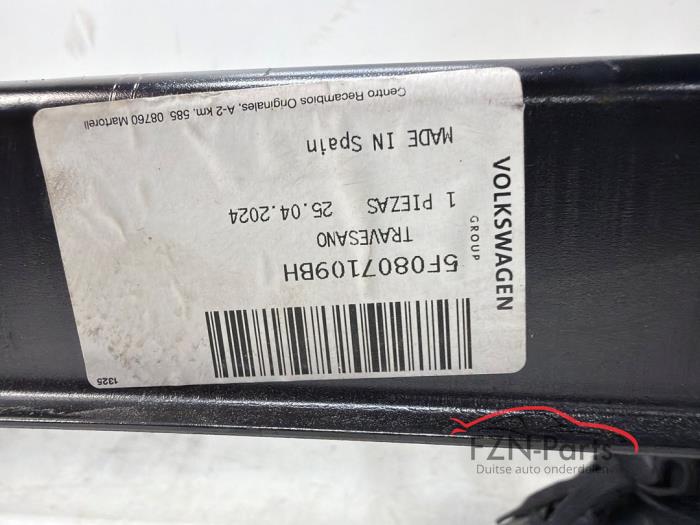 VOLKSWAGEN
GROUP
5F0807109BH
TRAVESANO
1 PIEZAS 25.04.2024
MADE IN Spain
Centro Recambios Originales, A-2 km. 585 08760 Martorell
1325
FZN-Parts
Duitse auto onderdelen